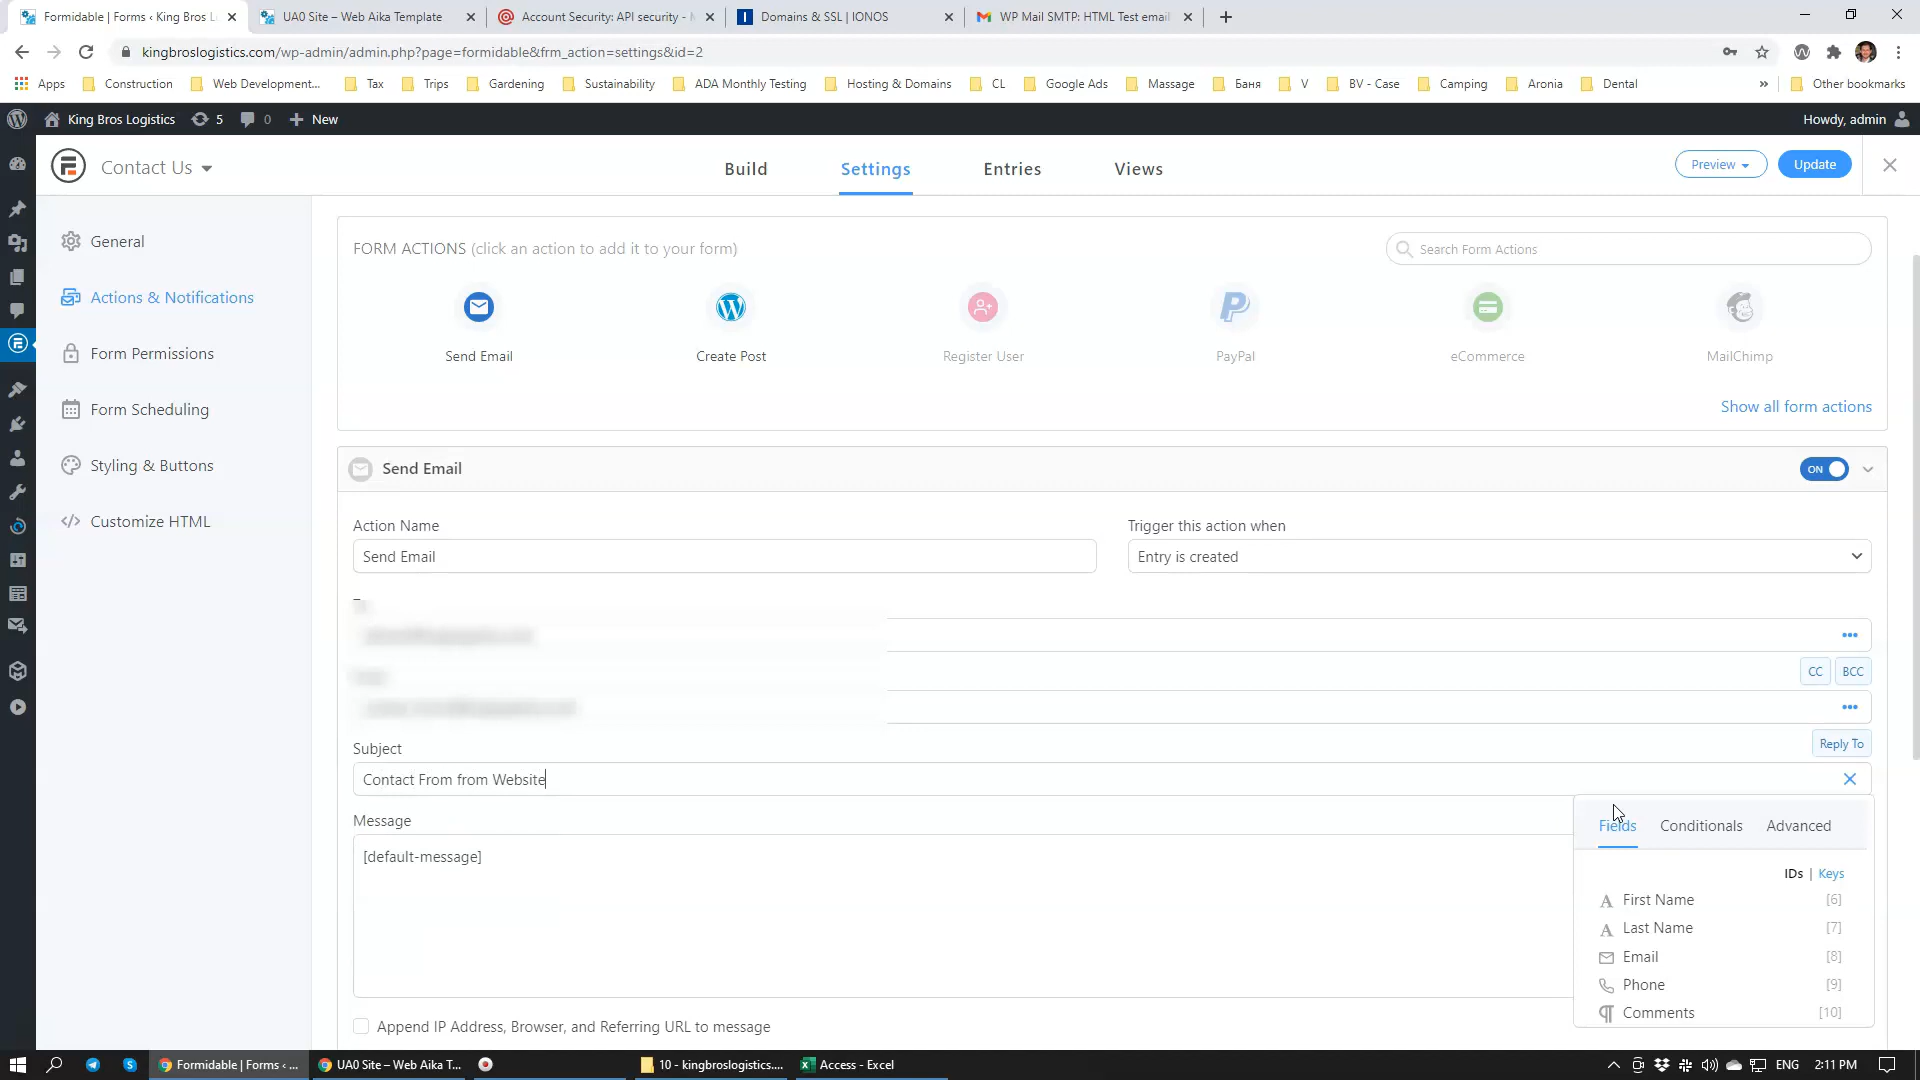 Formidable | Forms ‹ King Bros L
UA0 Site – Web Aika Template
Account Security: API security -
Domains & SSL | IONOS
WP Mail SMTP: HTML Test email
kingbroslogistics.com/wp-admin/admin.php?page=formidable&frm_action=settings&id=2
Apps
Construction
Web Development...
Tax
Trips
Gardening
Sustainability
ADA Monthly Testing
Hosting & Domains
CL
Google Ads
Massage
Баня
V
BV - Case
Camping
Aronia
Dental
»
Other bookmarks
King Bros Logistics
5
0
New
Howdy, admin
Contact Us
Build
Settings
Entries
Views
Preview
Update
General
Actions & Notifications
Form Permissions
Form Scheduling
Styling & Buttons
Customize HTML
FORM ACTIONS (click an action to add it to your form)
Search Form Actions
Send Email
Create Post
Register User
PayPal
eCommerce
MailChimp
Show all form actions
Send Email
ON
Action Name
Trigger this action when
Send Email
Entry is created
CC
BCC
Subject
Reply To
Contact From from Website
Message
[default-message]
Fields
Conditionals
Advanced
IDs | Keys
First Name [6]
Last Name [7]
Email [8]
Phone [9]
Comments [10]
Append IP Address, Browser, and Referring URL to message
Formidable | Forms ‹ ...
UA0 Site – Web Aika T...
10 - kingbroslogistics....
Access - Excel
ENG
2:11 PM